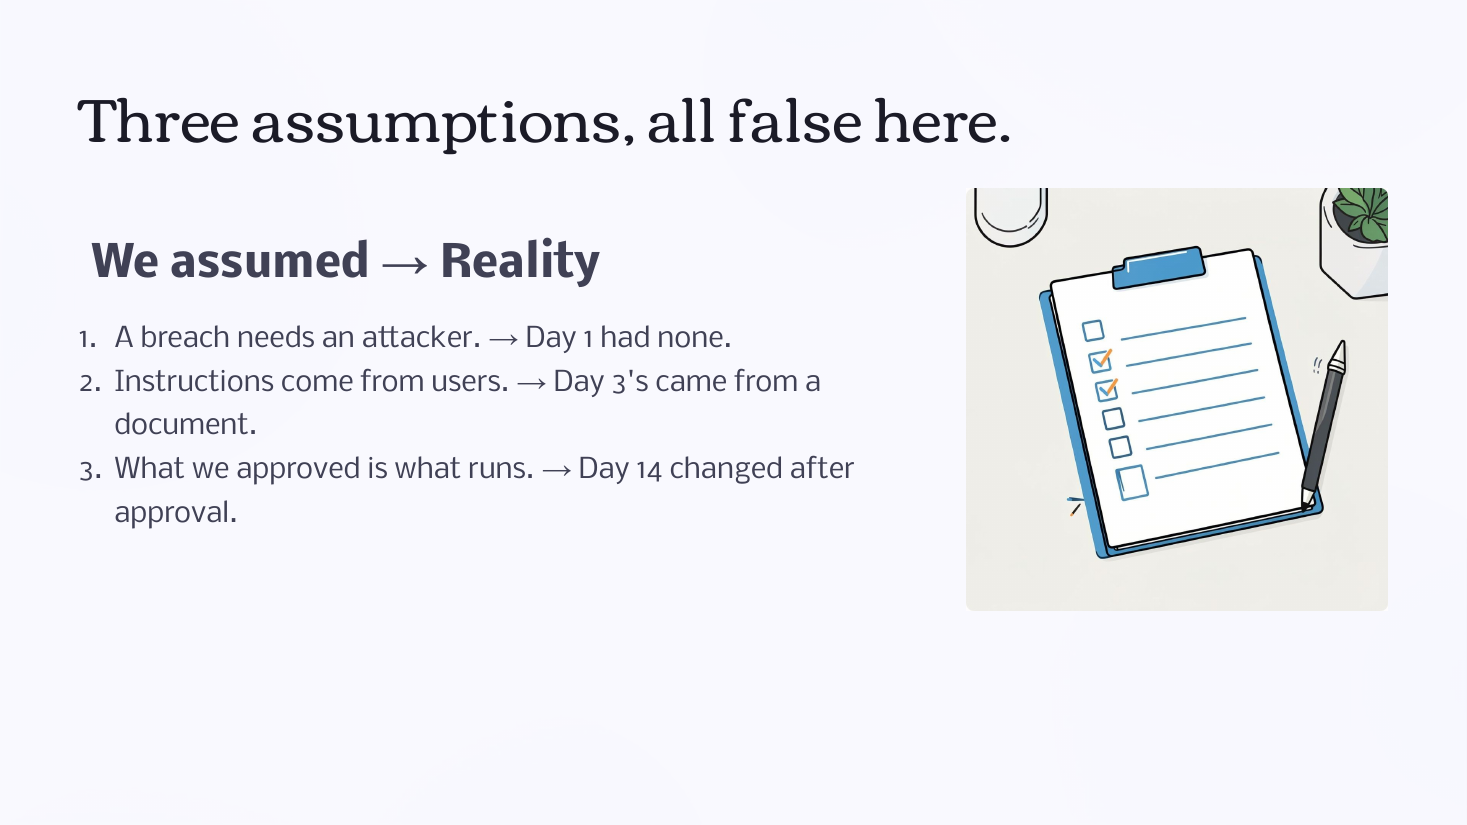 Three assumptions, all false here.
We assumed → Reality
1. A breach needs an attacker. → Day 1 had none.
2. Instructions come from users. → Day 3's came from a
document.
3. What we approved is what runs. → Day 14 changed after
approval.